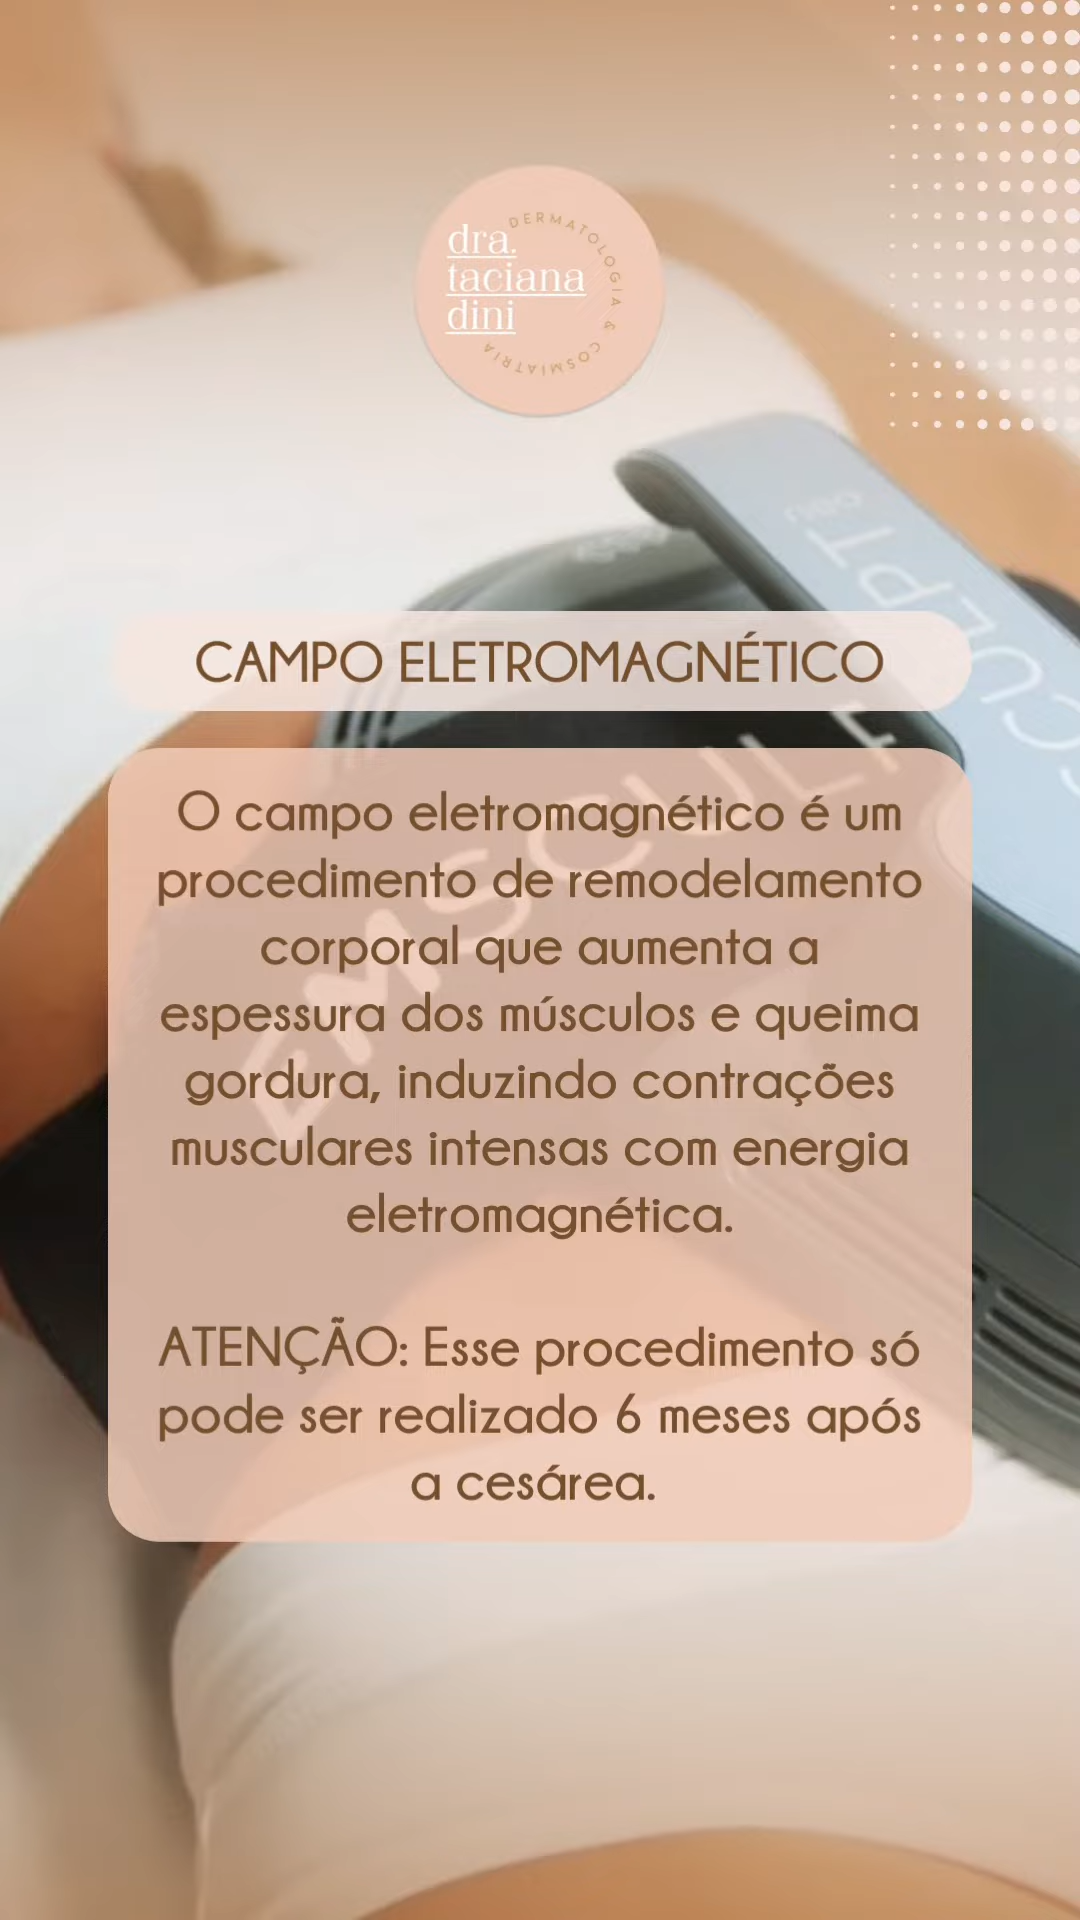 dra.
taciana
dini
DERMATOLOGIA & COSMIATRIA
neo
EMSCULPT
CAMPO ELETROMAGNÉTICO
O campo eletromagnético é um
procedimento de remodelamento
corporal que aumenta a
espessura dos músculos e queima
gordura, induzindo contrações
musculares intensas com energia
eletromagnética.
ATENÇÃO: Esse procedimento só
pode ser realizado 6 meses após
a cesárea.